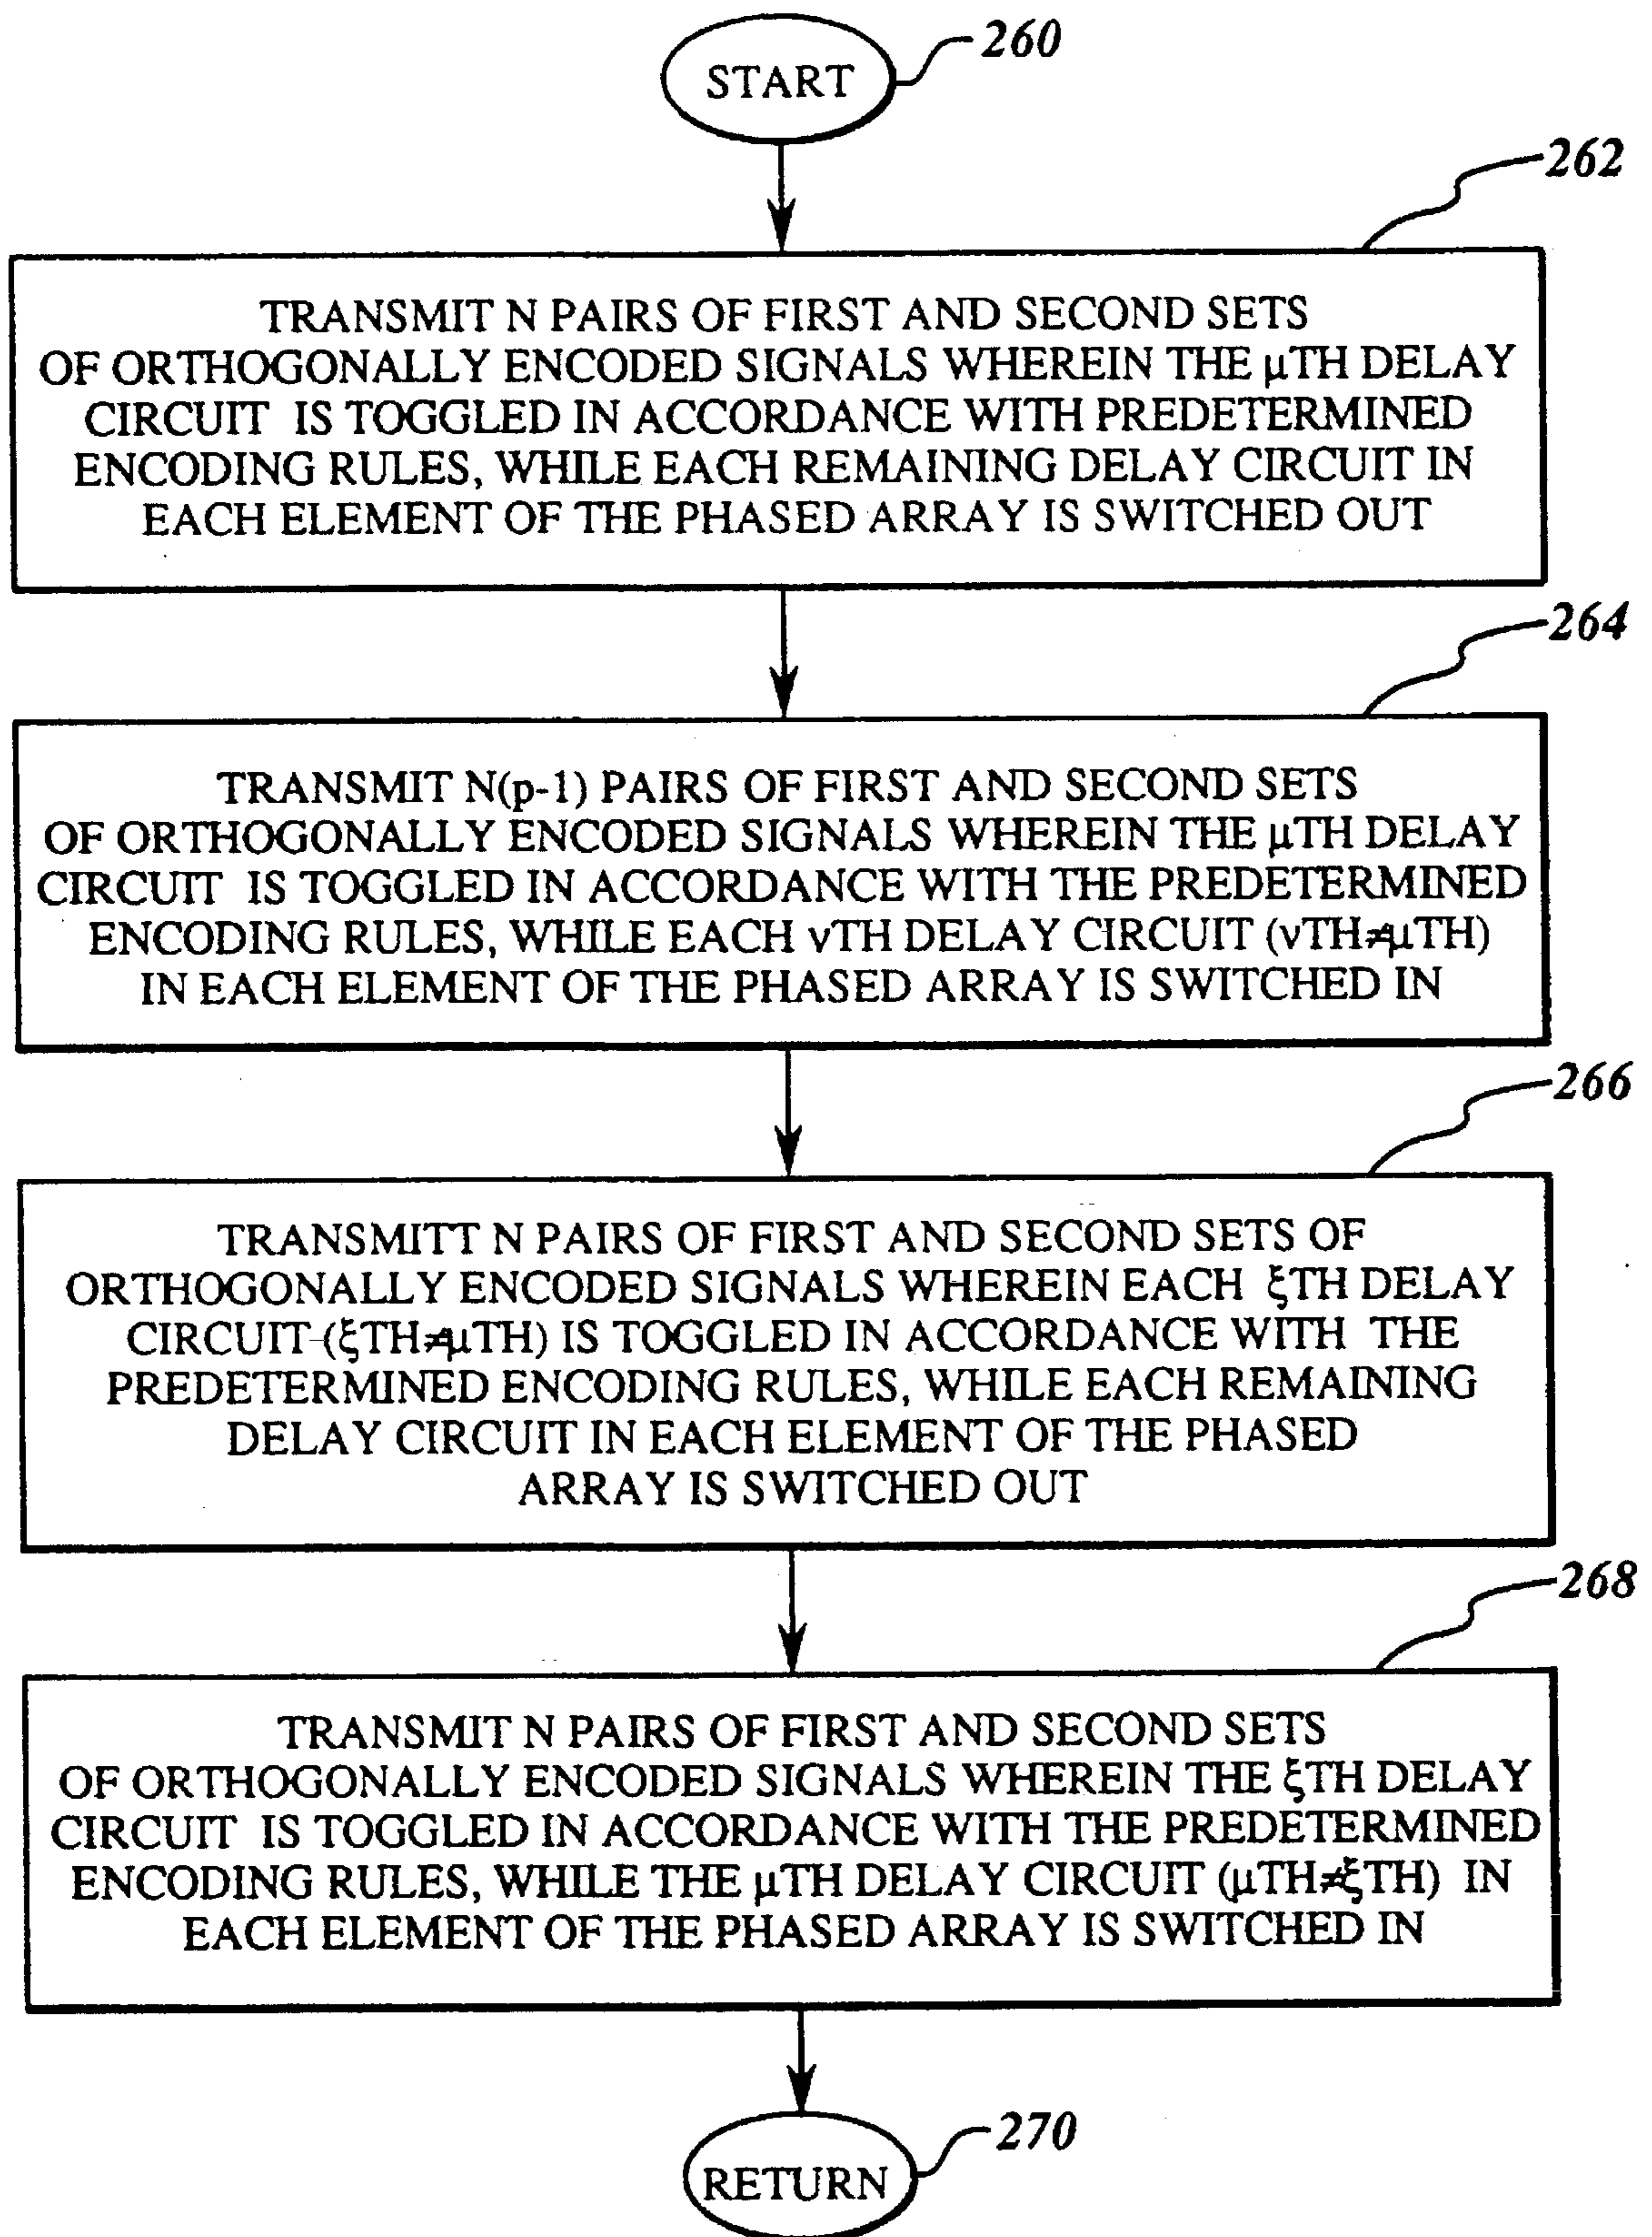 260
START
262
TRANSMIT N PAIRS OF FIRST AND SECOND SETS
OF ORTHOGONALLY ENCODED SIGNALS WHEREIN THE μTH DELAY
CIRCUIT IS TOGGLED IN ACCORDANCE WITH PREDETERMINED
ENCODING RULES, WHILE EACH REMAINING DELAY CIRCUIT IN
EACH ELEMENT OF THE PHASED ARRAY IS SWITCHED OUT
264
TRANSMIT N(p-1) PAIRS OF FIRST AND SECOND SETS
OF ORTHOGONALLY ENCODED SIGNALS WHEREIN THE μTH DELAY
CIRCUIT IS TOGGLED IN ACCORDANCE WITH THE PREDETERMINED
ENCODING RULES, WHILE EACH νTH DELAY CIRCUIT (νTH≠μTH)
IN EACH ELEMENT OF THE PHASED ARRAY IS SWITCHED IN
266
TRANSMITT N PAIRS OF FIRST AND SECOND SETS OF
ORTHOGONALLY ENCODED SIGNALS WHEREIN EACH ξTH DELAY
CIRCUIT (ξTH≠μTH) IS TOGGLED IN ACCORDANCE WITH THE
PREDETERMINED ENCODING RULES, WHILE EACH REMAINING
DELAY CIRCUIT IN EACH ELEMENT OF THE PHASED
ARRAY IS SWITCHED OUT
268
TRANSMIT N PAIRS OF FIRST AND SECOND SETS
OF ORTHOGONALLY ENCODED SIGNALS WHEREIN THE ξTH DELAY
CIRCUIT IS TOGGLED IN ACCORDANCE WITH THE PREDETERMINED
ENCODING RULES, WHILE THE μTH DELAY CIRCUIT (μTH≠ξTH) IN
EACH ELEMENT OF THE PHASED ARRAY IS SWITCHED IN
270
RETURN